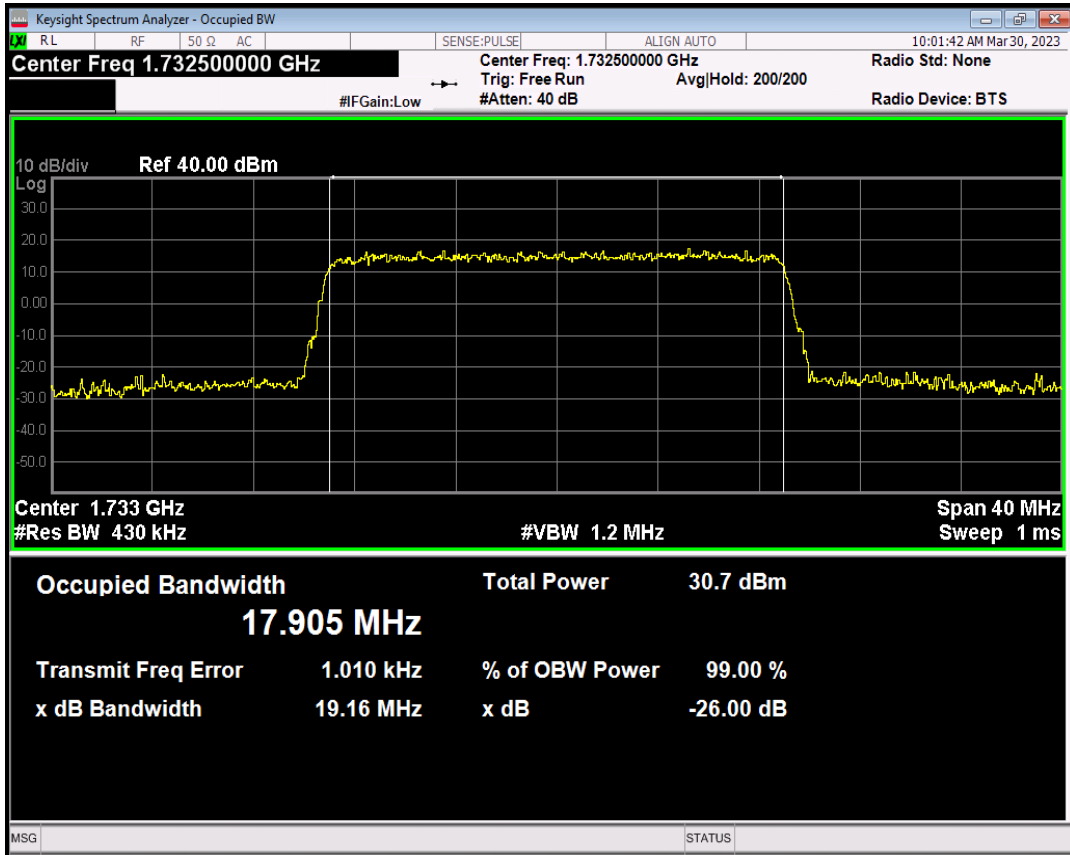 Keysight Spectrum Analyzer - Occupied BW
LXI RL RF 50 Ω AC SENSE:PULSE ALIGN AUTO 10:01:42 AM Mar 30, 2023
Center Freq 1.732500000 GHz
Center Freq: 1.732500000 GHz
Radio Std: None
Trig: Free Run Avg|Hold: 200/200
#IFGain:Low #Atten: 40 dB Radio Device: BTS
10 dB/div Ref 40.00 dBm
Log
30.0
20.0
10.0
0.00
-10.0
-20.0
-30.0
-40.0
-50.0
Center 1.733 GHz Span 40 MHz
#Res BW 430 kHz #VBW 1.2 MHz Sweep 1 ms
Occupied Bandwidth Total Power 30.7 dBm
17.905 MHz
Transmit Freq Error 1.010 kHz % of OBW Power 99.00 %
x dB Bandwidth 19.16 MHz x dB -26.00 dB
MSG STATUS